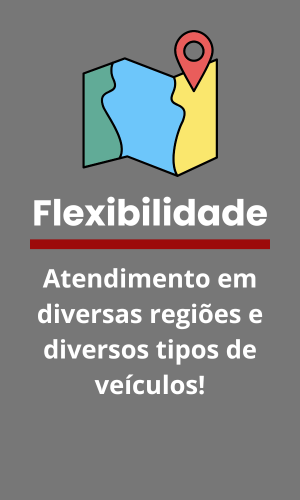 Flexibilidade
Atendimento em
diversas regiões e
diversos tipos de
veículos!